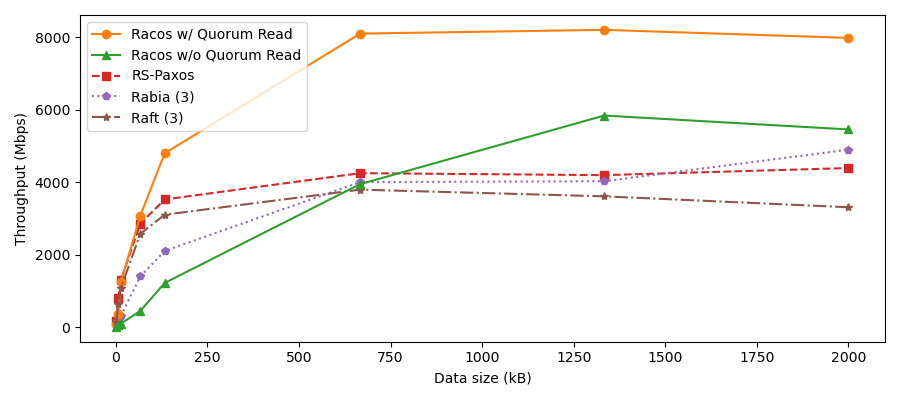 Racos w/ Quorum Read
Racos w/o Quorum Read
RS-Paxos
Rabia (3)
Raft (3)
Throughput (Mbps)
8000
6000
4000
2000
0
0 250 500 750 1000 1250 1500 1750 2000
Data size (kB)